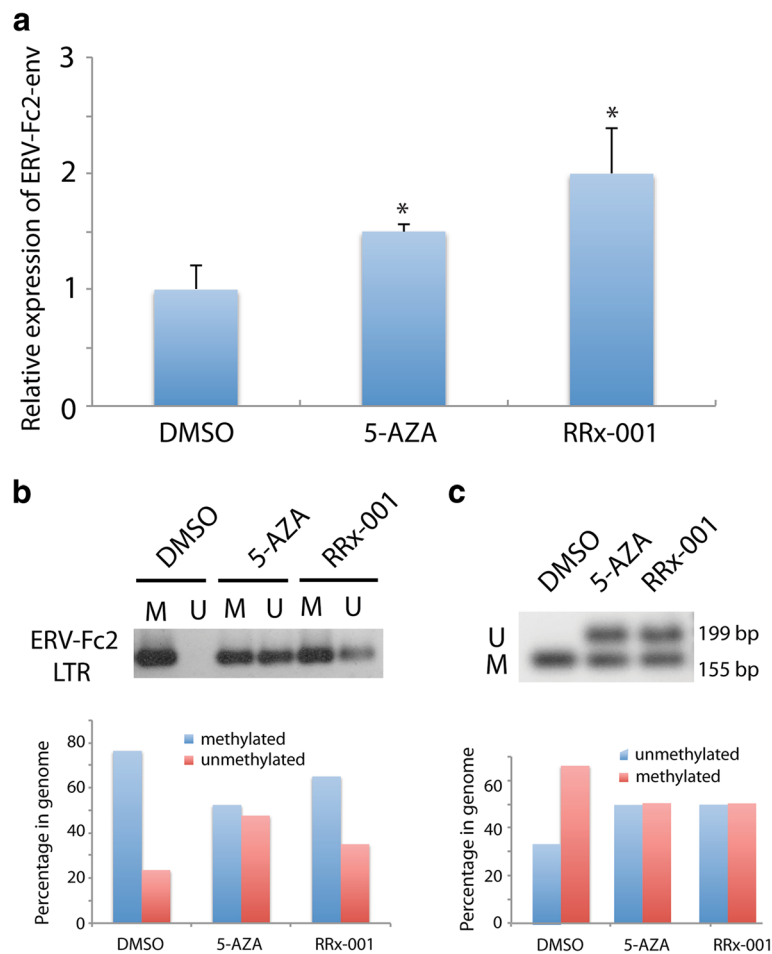 a
Relative expression of ERV-Fc2-env
3
2
1
0
DMSO
5-AZA
RRx-001
*
*
b
DMSO
5-AZA
RRx-001
M U M U M U
ERV-Fc2
LTR
Percentage in genome
80
60
40
20
0
methylated
unmethylated
DMSO
5-AZA
RRx-001
c
DMSO
5-AZA
RRx-001
U
M
199 bp
155 bp
Percentage in genome
60
40
20
0
unmethylated
methylated
DMSO
5-AZA
RRx-001